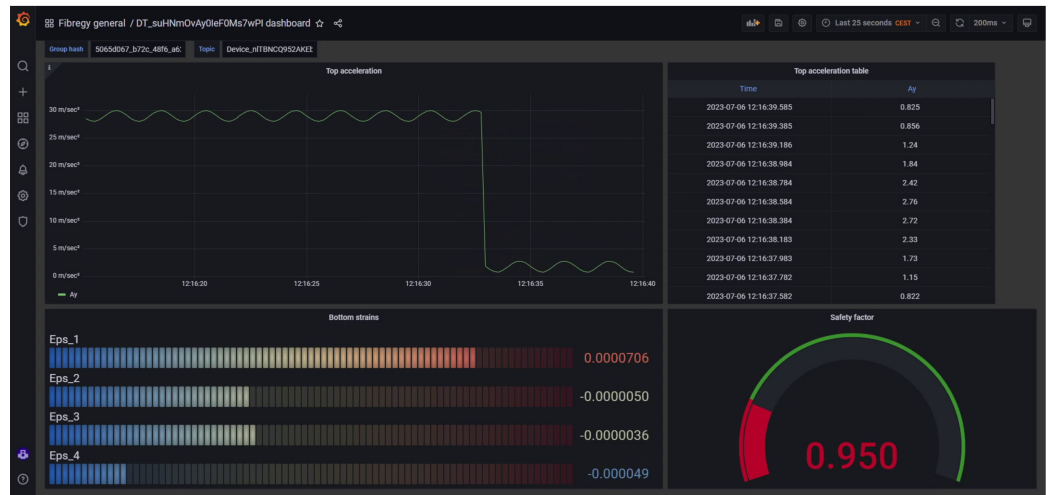 Fibregy general / DT_suHNmOvAy0IeF0Ms7wPI dashboard
Last 25 seconds CEST
200ms
Group hash 5065d067_b72c_48f6_a6: Topic Device_nITBNCQ952AKEt
Top acceleration
30 m/sec²
25 m/sec²
20 m/sec²
15 m/sec²
10 m/sec²
5 m/sec²
0 m/sec²
12:16:20 12:16:25 12:16:30 12:16:35 12:16:40
Ay
Top acceleration table
Time Ay
2023-07-06 12:16:39.585 0.825
2023-07-06 12:16:39.385 0.856
2023-07-06 12:16:39.186 1.24
2023-07-06 12:16:38.984 1.84
2023-07-06 12:16:38.784 2.42
2023-07-06 12:16:38.584 2.76
2023-07-06 12:16:38.384 2.72
2023-07-06 12:16:38.183 2.33
2023-07-06 12:16:37.983 1.73
2023-07-06 12:16:37.782 1.15
2023-07-06 12:16:37.582 0.822
Bottom strains
Eps_1
0.0000706
Eps_2
-0.0000050
Eps_3
-0.0000036
Eps_4
-0.000049
Safety factor
0.950